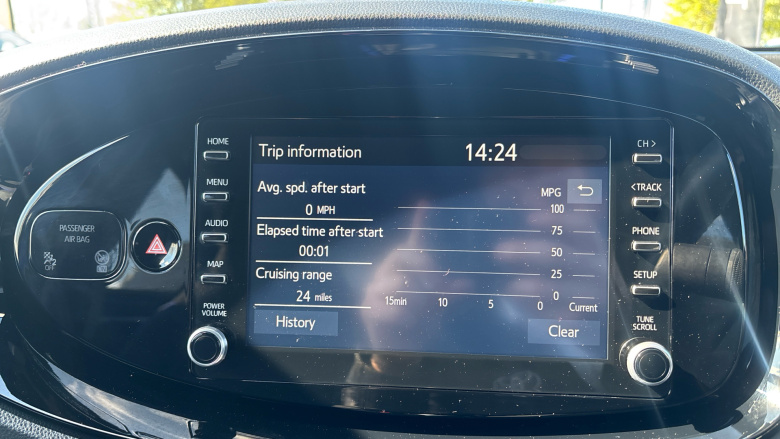 HOME
MENU
AUDIO
MAP
POWER
VOLUME
PASSENGER
AIR BAG
OFF
Trip information
14:24
Avg. spd. after start
0 MPH
Elapsed time after start
00:01
Cruising range
24 miles
History
MPG
100
75
50
25
0
15min 10 5 0 Current
Clear
CH >
< TRACK
PHONE
SETUP
TUNE
SCROLL